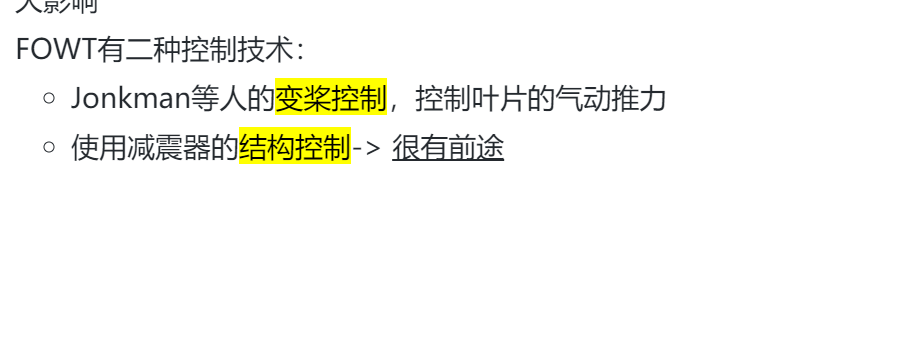 大影响
FOWT有二种控制技术：
Jonkman等人的变桨控制，控制叶片的气动推力
使用减震器的结构控制-> 很有前途